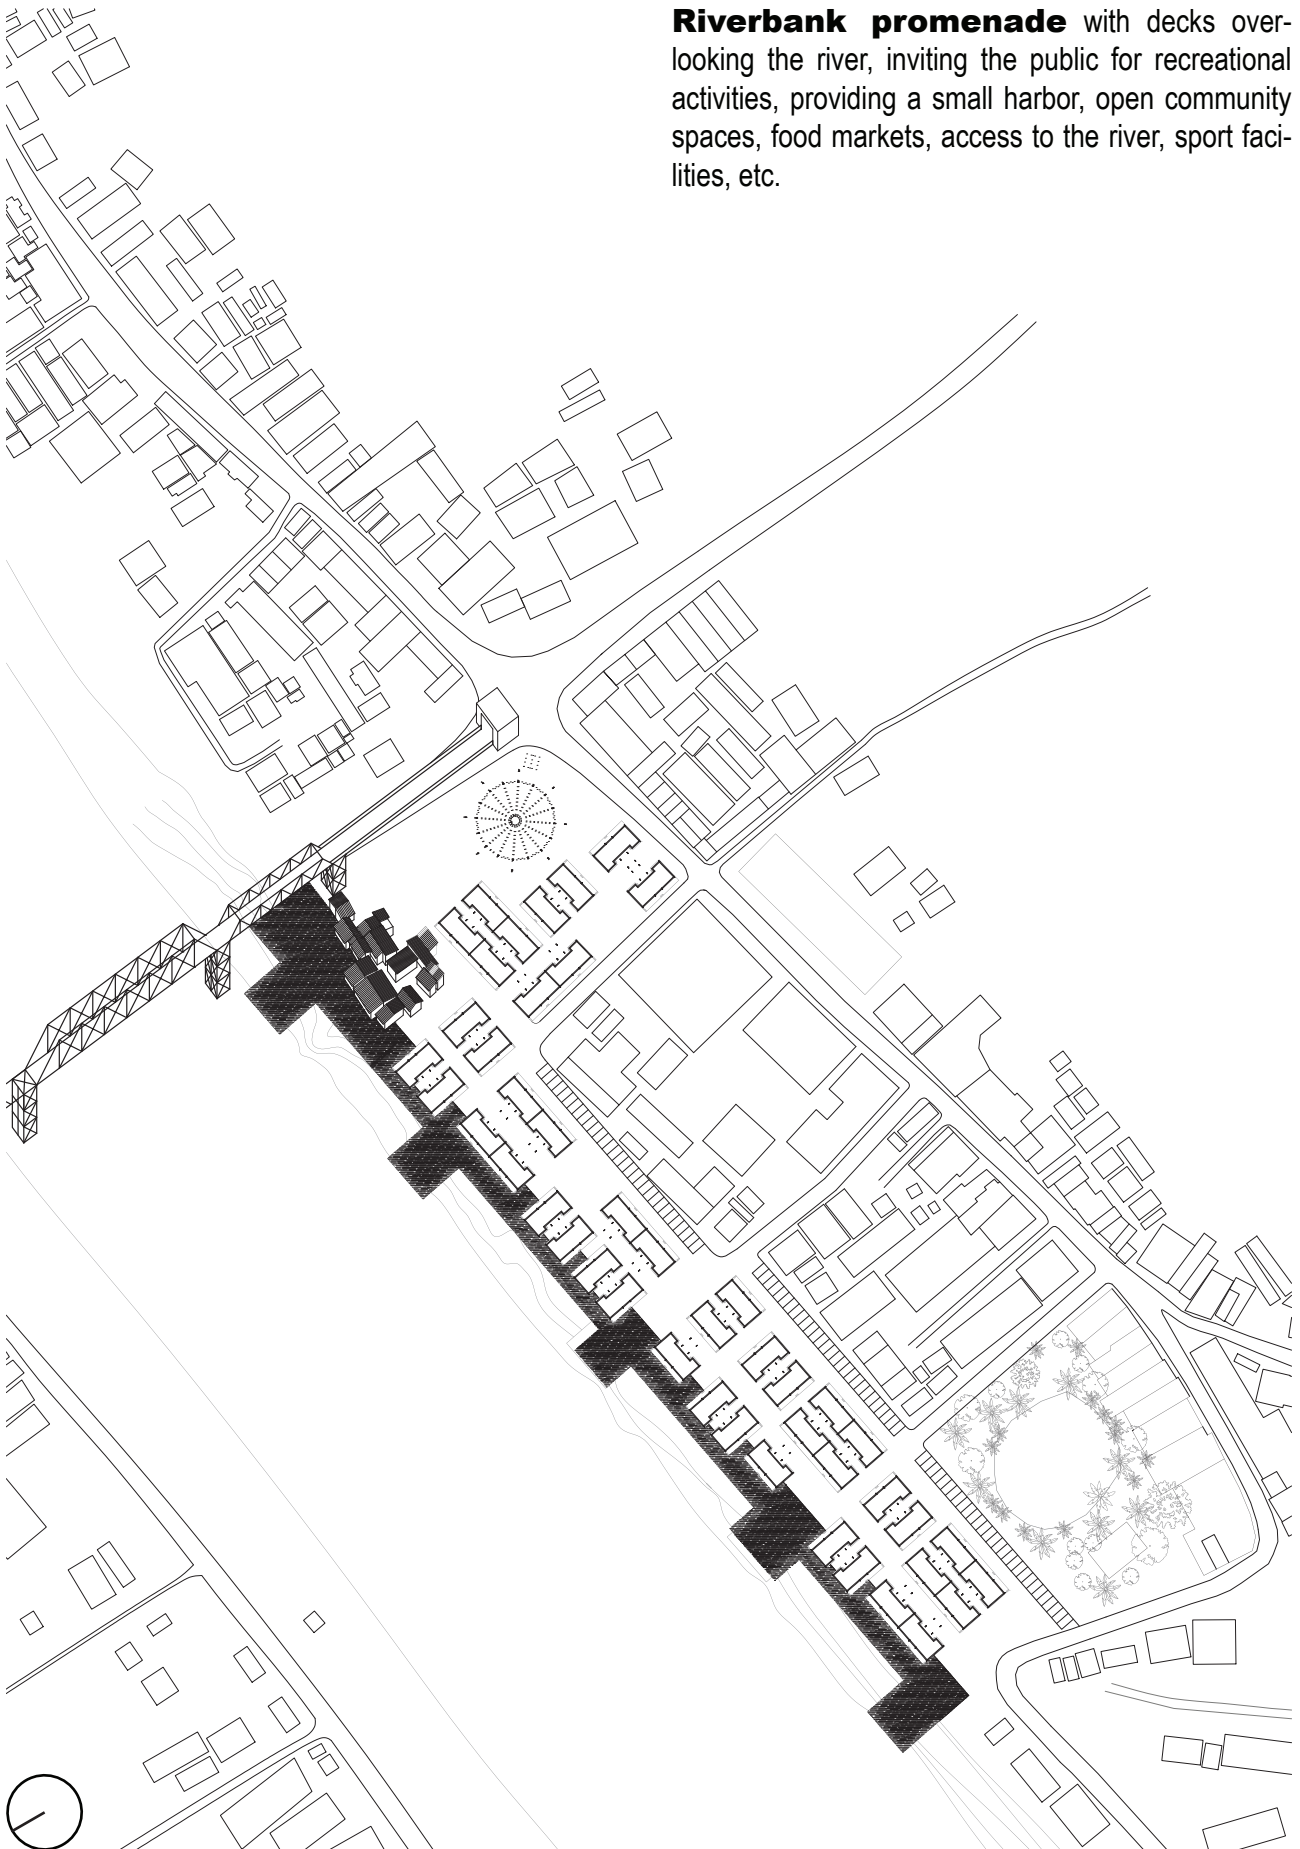 Riverbank promenade with decks over-
looking the river, inviting the public for recreational
activities, providing a small harbor, open community
spaces, food markets, access to the river, sport faci-
lities, etc.